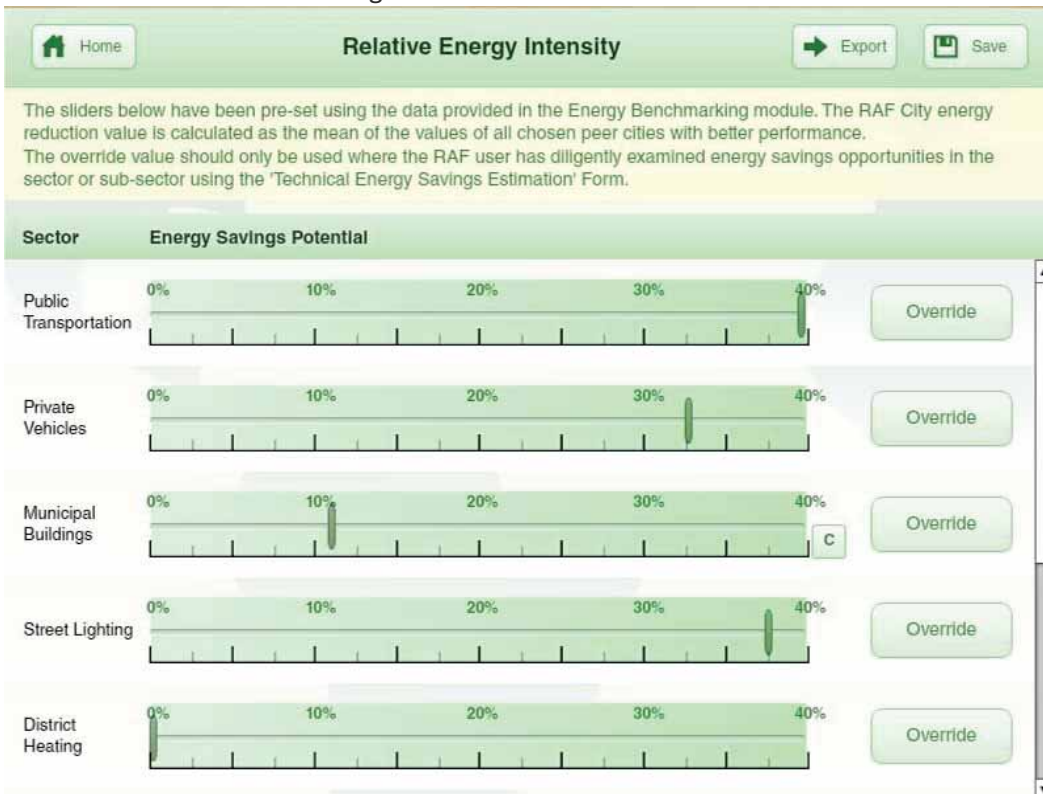 Home
Relative Energy Intensity
Export
Save
The sliders below have been pre-set using the data provided in the Energy Benchmarking module. The RAF City energy
reduction value is calculated as the mean of the values of all chosen peer cities with better performance.
The override value should only be used where the RAF user has diligently examined energy savings opportunities in the
sector or sub-sector using the 'Technical Energy Savings Estimation' Form.
Sector Energy Savings Potential
Public
Transportation
0% 10% 20% 30% 40%
Override
Private
Vehicles
0% 10% 20% 30% 40%
Override
Municipal
Buildings
0% 10% 20% 30% 40%
C
Override
Street Lighting
0% 10% 20% 30% 40%
Override
District
Heating
0% 10% 20% 30% 40%
Override